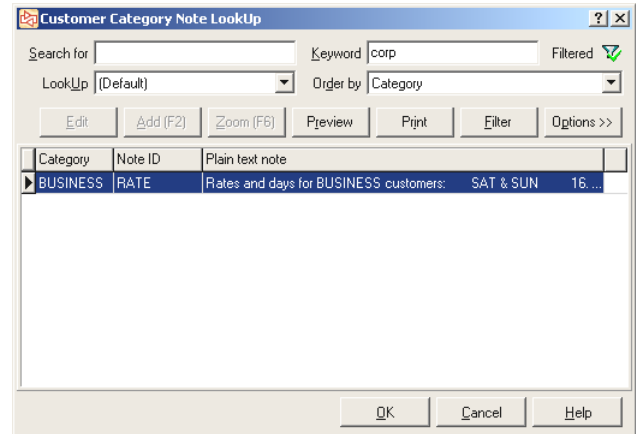 Customer Category Note LookUp
Search for Keyword corp Filtered
LookUp (Default) Order by Category
Edit Add (F2) Zoom (F6) Preview Print Filter Options >>
Category Note ID Plain text note
BUSINESS RATE Rates and days for BUSINESS customers: SAT & SUN 16. ...
OK Cancel Help